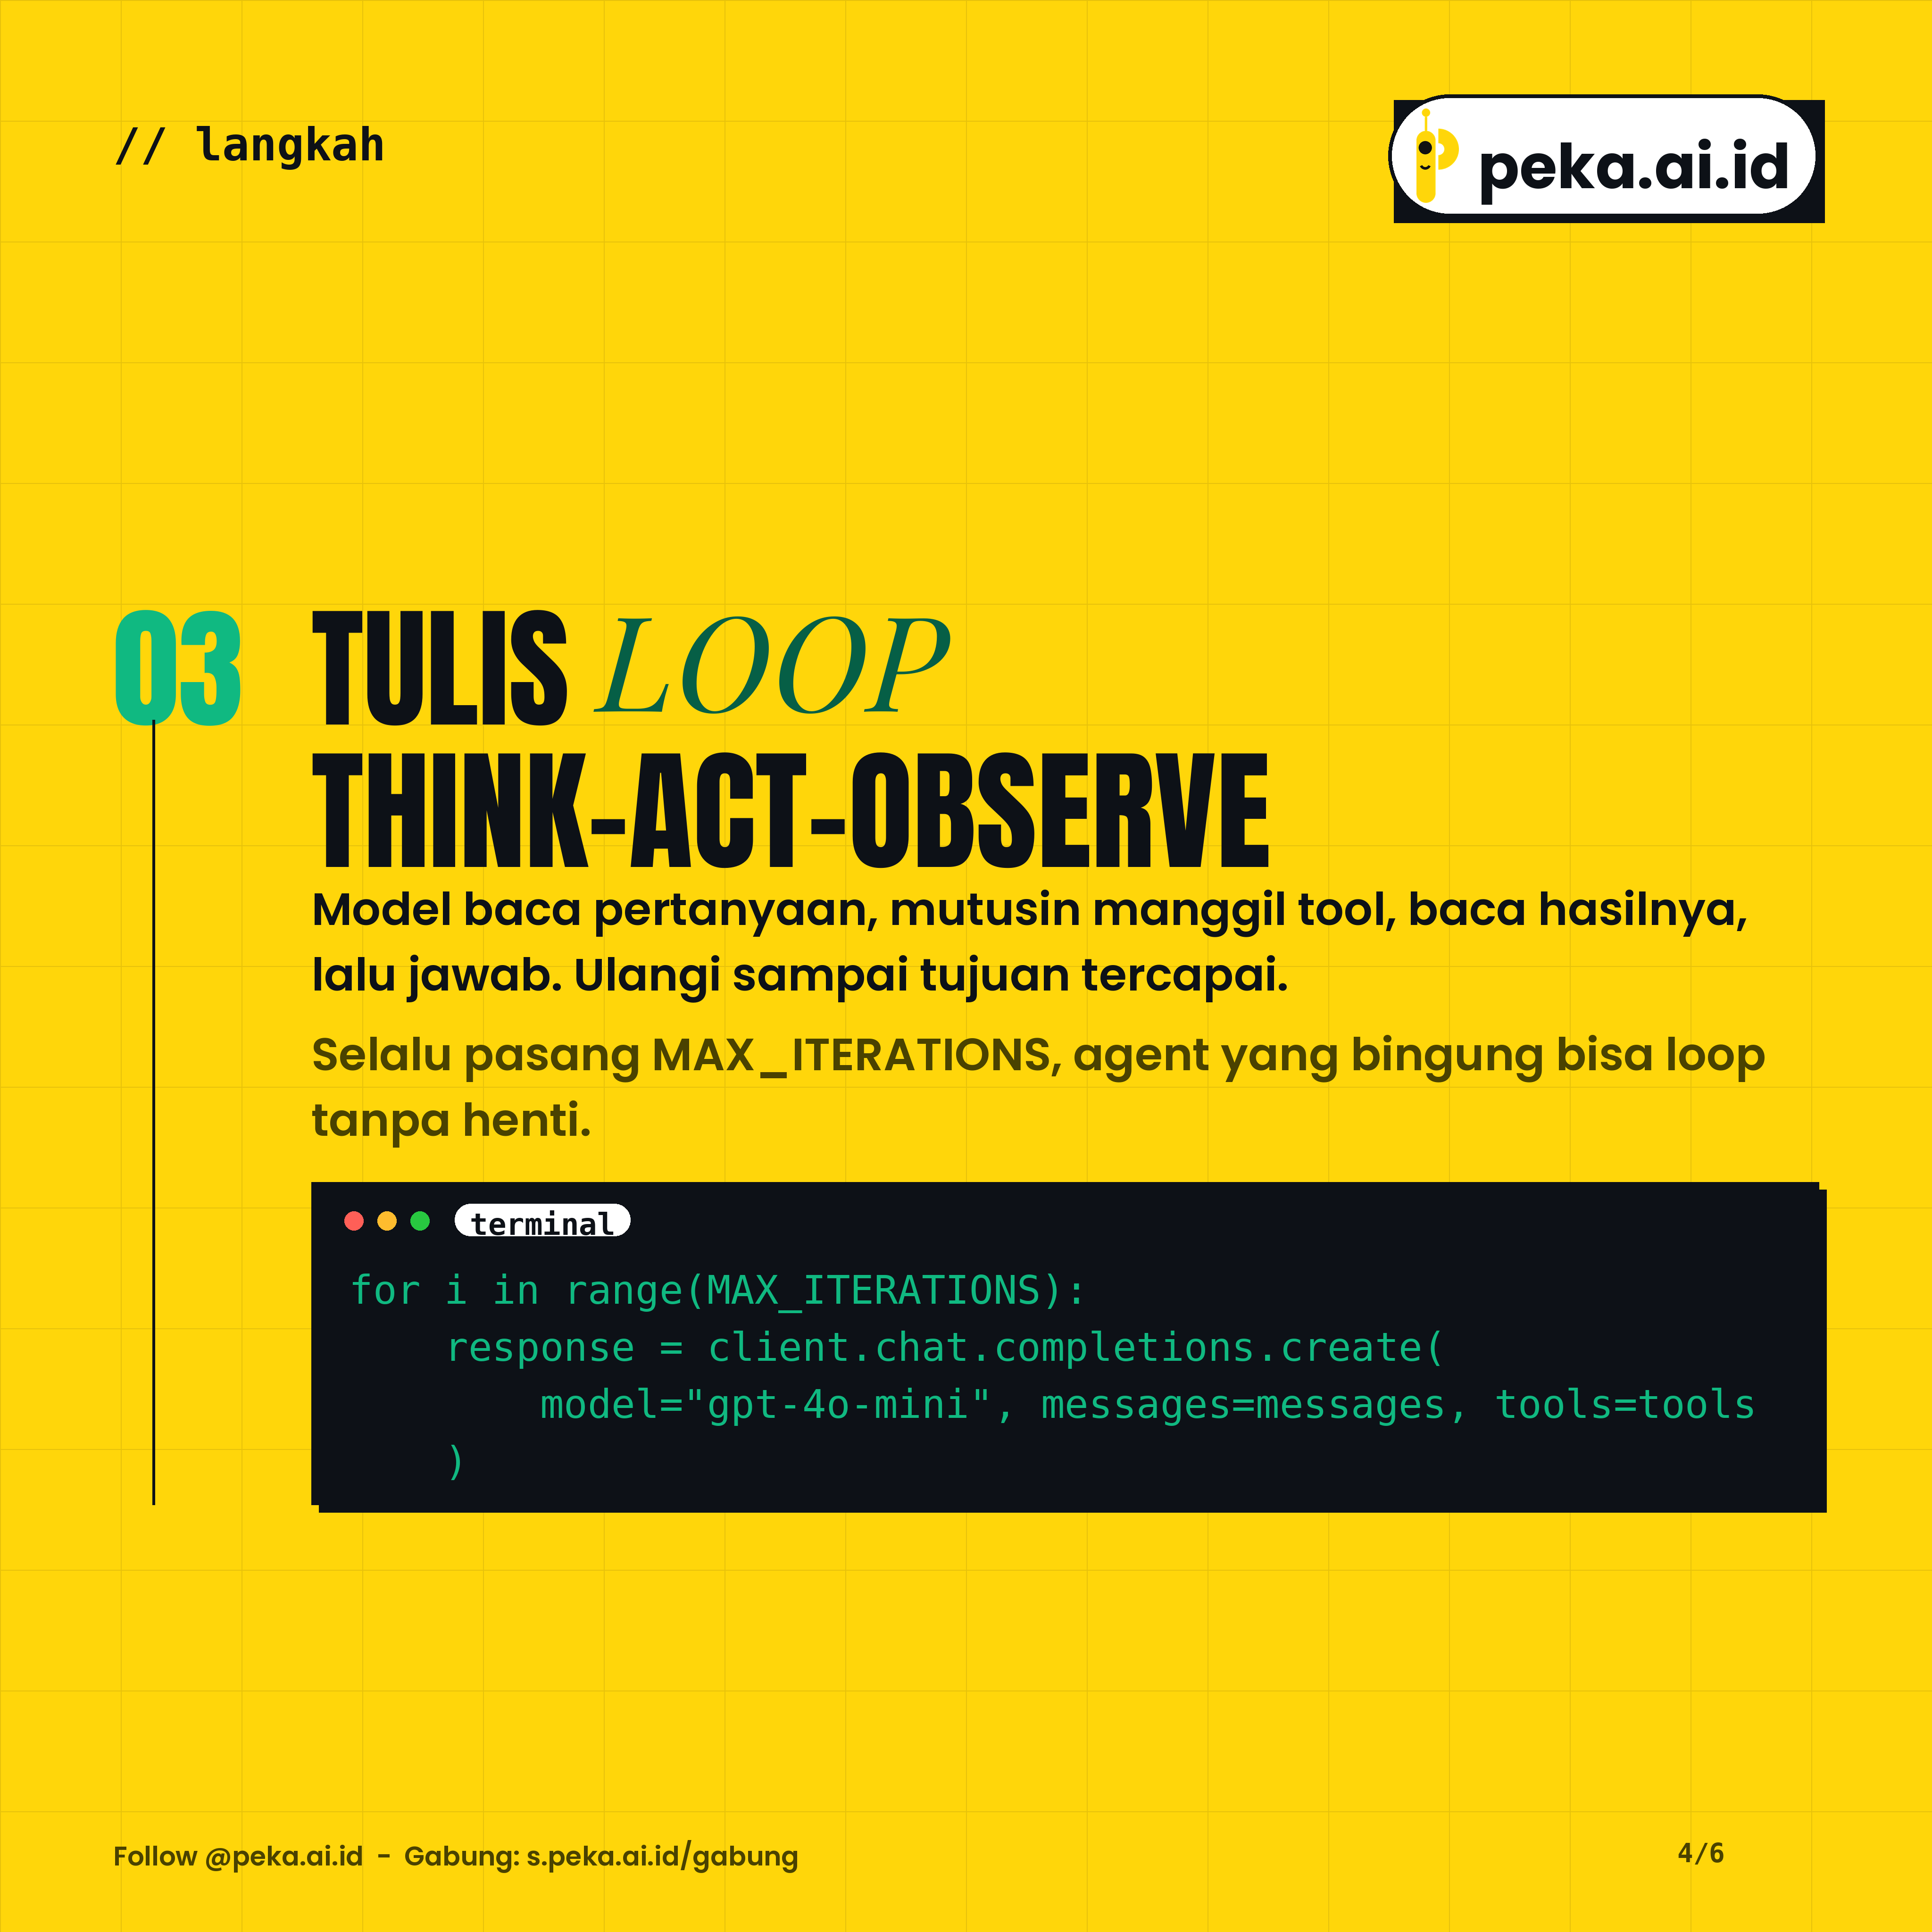 // langkah
peka.ai.id
03
TULIS LOOP
THINK-ACT-OBSERVE
Model baca pertanyaan, mutusin manggil tool, baca hasilnya,
lalu jawab. Ulangi sampai tujuan tercapai.
Selalu pasang MAX_ITERATIONS, agent yang bingung bisa loop
tanpa henti.
terminal
for i in range(MAX_ITERATIONS):
    response = client.chat.completions.create(
        model="gpt-4o-mini", messages=messages, tools=tools
    )
Follow @peka.ai.id - Gabung: s.peka.ai.id/gabung
4/6